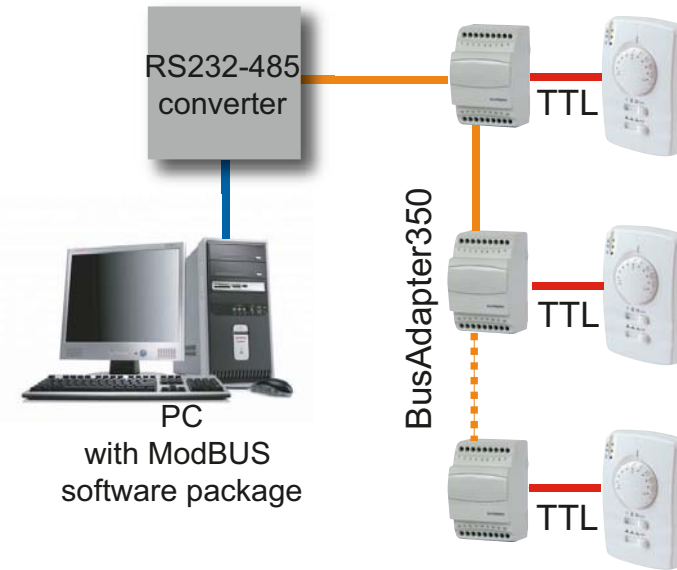 RS232-485
converter
TTL
BusAdapter350
TTL
PC
with ModBUS
software package
TTL